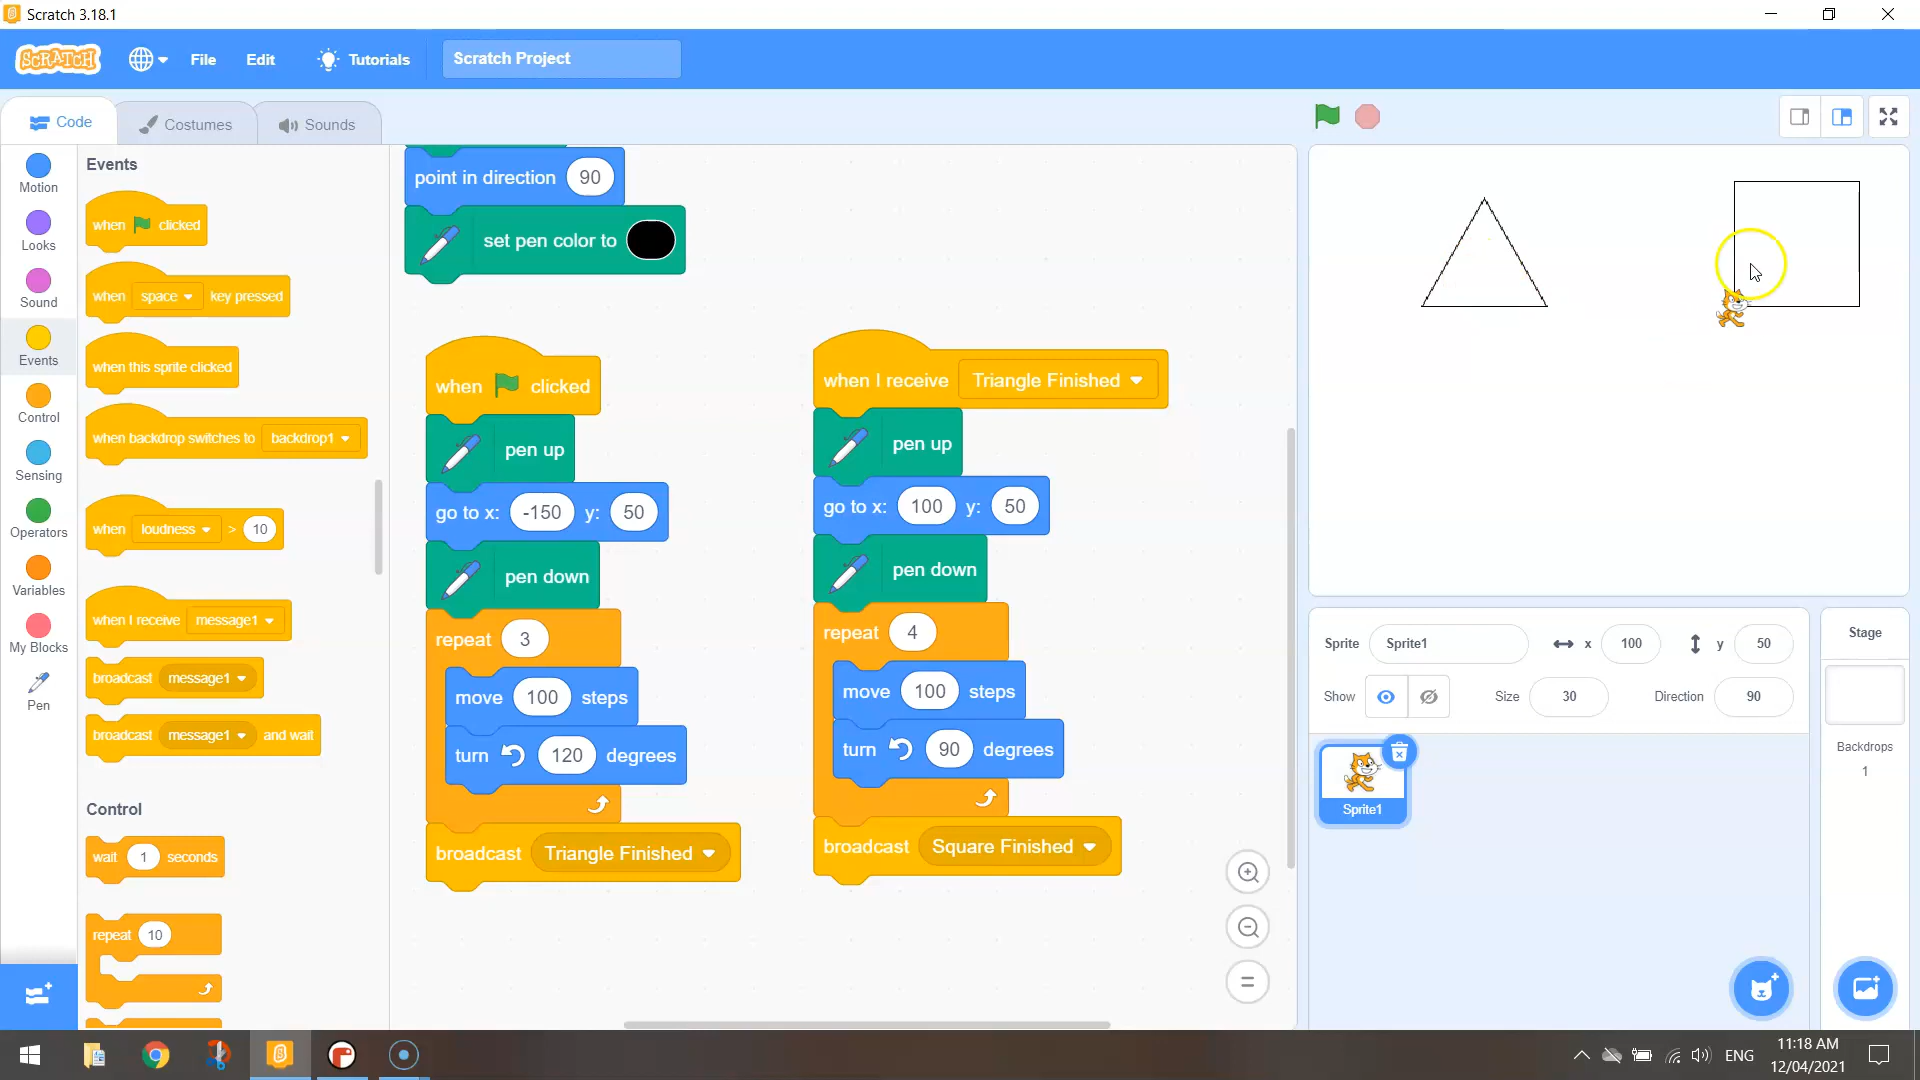 Scratch 3.18.1
SCRATCH
File
Edit
Tutorials
Scratch Project
Code
Costumes
Sounds
Motion
Looks
Sound
Events
Control
Sensing
Operators
Variables
My Blocks
Pen
Events
when clicked
when space key pressed
when this sprite clicked
when backdrop switches to backdrop1
when loudness > 10
when I receive message1
broadcast message1
broadcast message1 and wait
Control
wait 1 seconds
repeat 10
point in direction 90
set pen color to
when clicked
pen up
go to x: -150 y: 50
pen down
repeat 3
move 100 steps
turn 120 degrees
broadcast Triangle Finished
when I receive Triangle Finished
pen up
go to x: 100 y: 50
pen down
repeat 4
move 100 steps
turn 90 degrees
broadcast Square Finished
Sprite Sprite1 x 100 y 50
Show Size 30 Direction 90
Sprite1
Stage
Backdrops
1
ENG
11:18 AM
12/04/2021